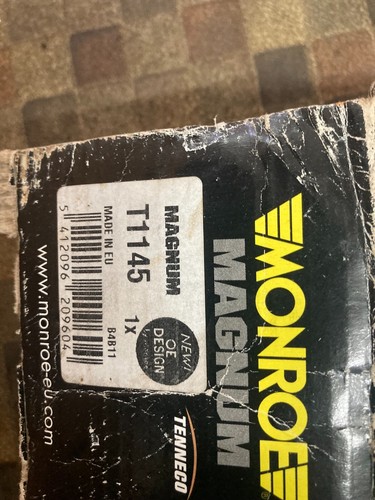 MONROE
MAGNUM
TENNECO
MAGNUM
T1145
1X
MADE IN EU
84B11
5 412096 209604
NEW!
OE
DESIGN
www.monroe-eu.com